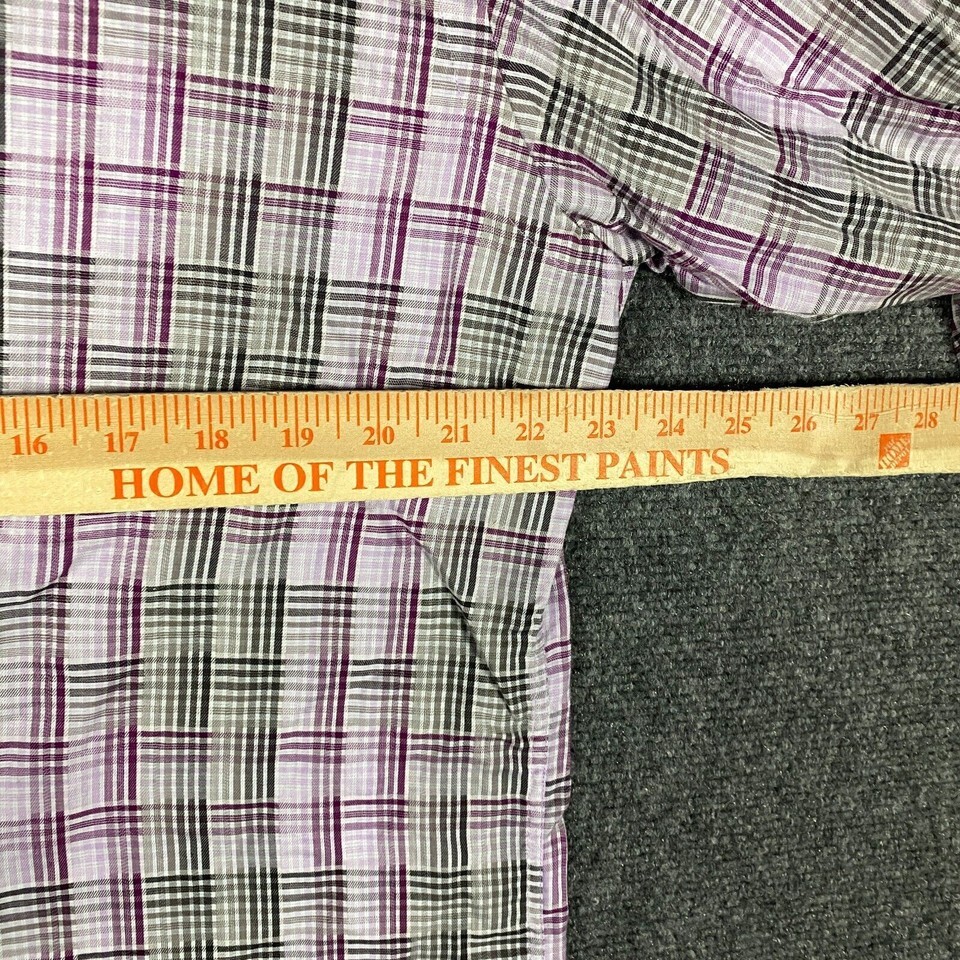 16 17 18 19 20 21 22 23 24 25 26 27 28
HOME OF THE FINEST PAINTS